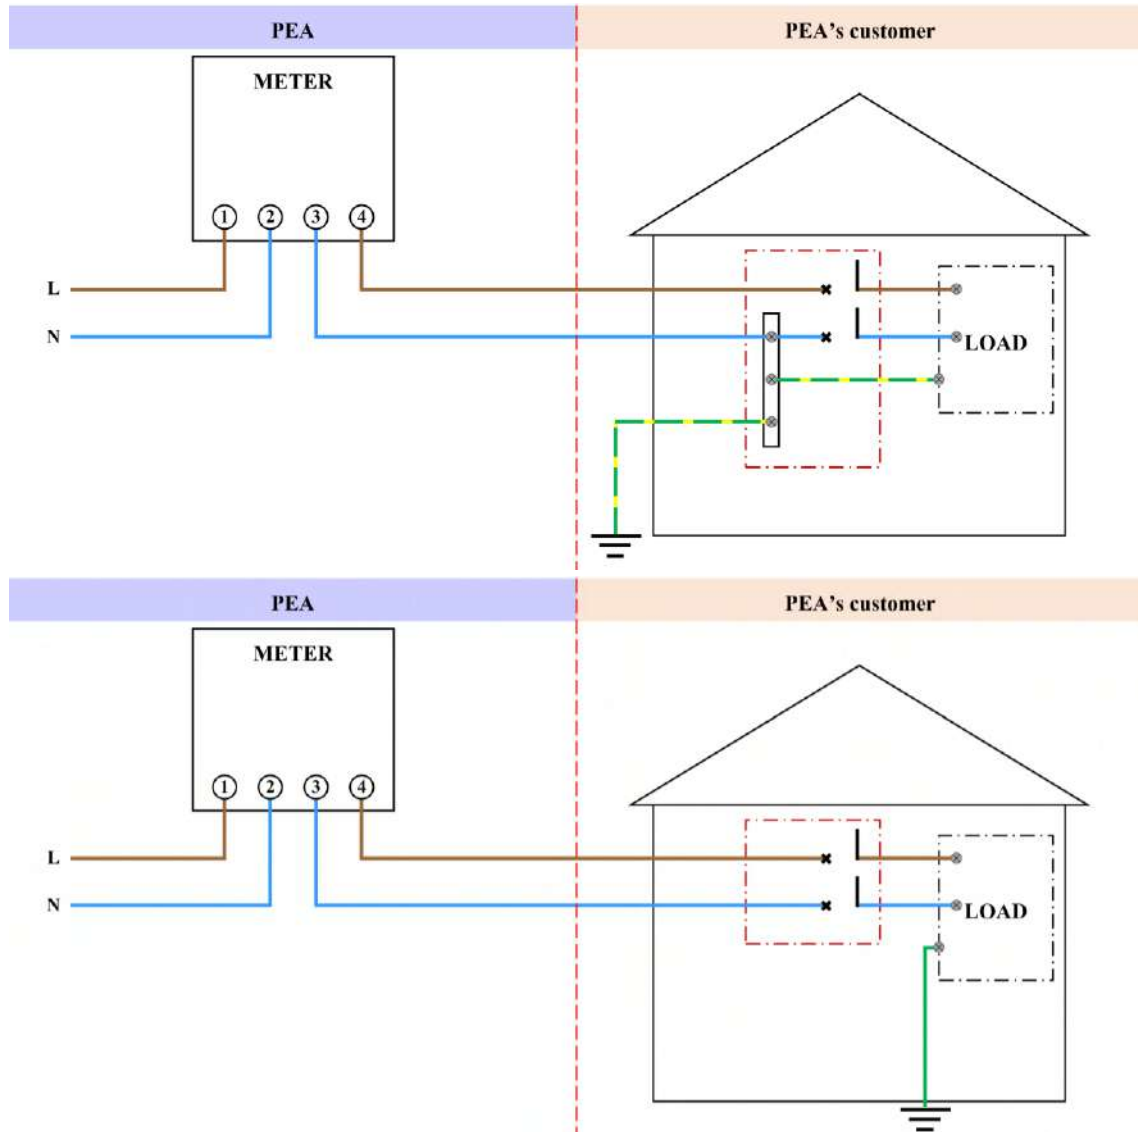 PEA
PEA's customer
METER
1 2 3 4
L
N
LOAD
PEA
PEA's customer
METER
1 2 3 4
L
N
LOAD